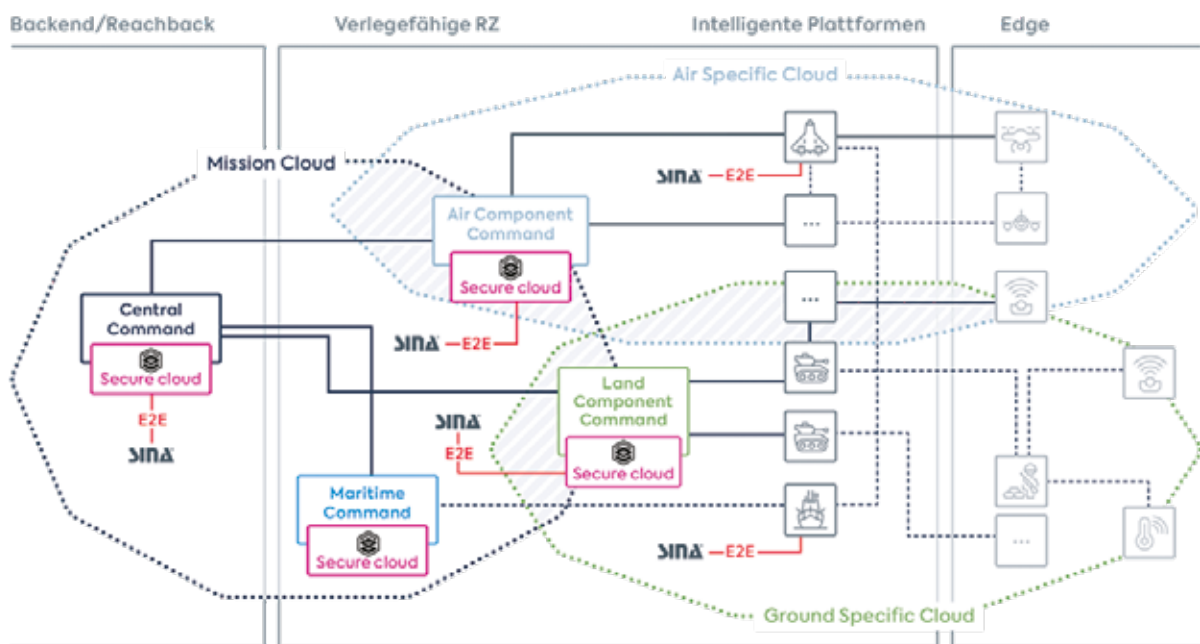 Backend/Reachback
Verlegefähige RZ
Intelligente Plattformen
Edge
Air Specific Cloud
Mission Cloud
SINA
E2E
Air Component
Command
...
Secure cloud
...
Central
Command
SINA
E2E
Secure cloud
Land
Component
Command
E2E
SINA
SINA
E2E
Secure cloud
Maritime
Command
Secure cloud
SINA
E2E
...
Ground Specific Cloud